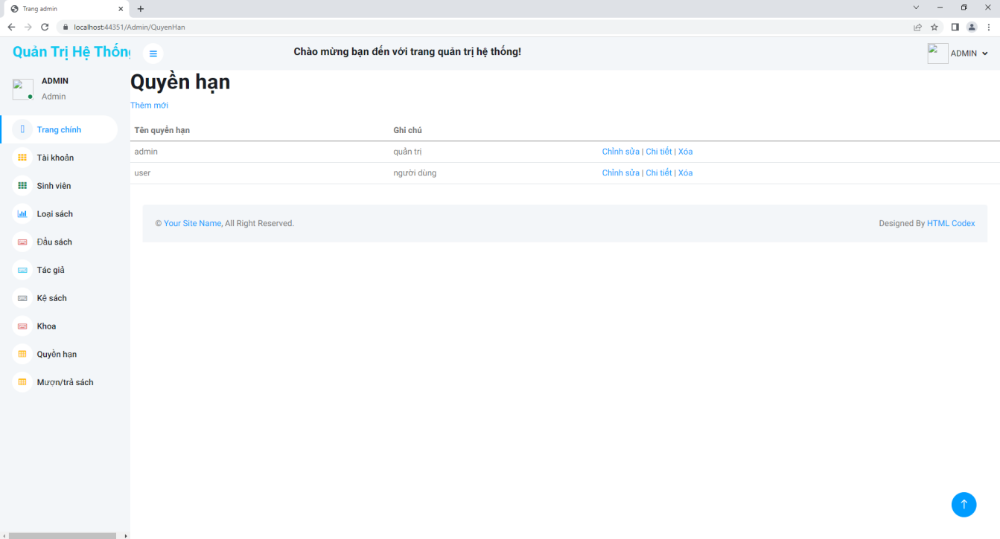 Trang admin
localhost:44351/Admin/QuyenHan
Quản Trị Hệ Thống
Chào mừng bạn đến với trang quản trị hệ thống!
ADMIN
ADMIN
Admin
Quyền hạn
Thêm mới
Trang chính
Tài khoản
Sinh viên
Loại sách
Đầu sách
Tác giả
Kệ sách
Khoa
Quyền hạn
Mượn/trả sách
Tên quyền hạn Ghi chú
admin quản trị Chỉnh sửa | Chi tiết | Xóa
user người dùng Chỉnh sửa | Chi tiết | Xóa
© Your Site Name, All Right Reserved. Designed By HTML Codex